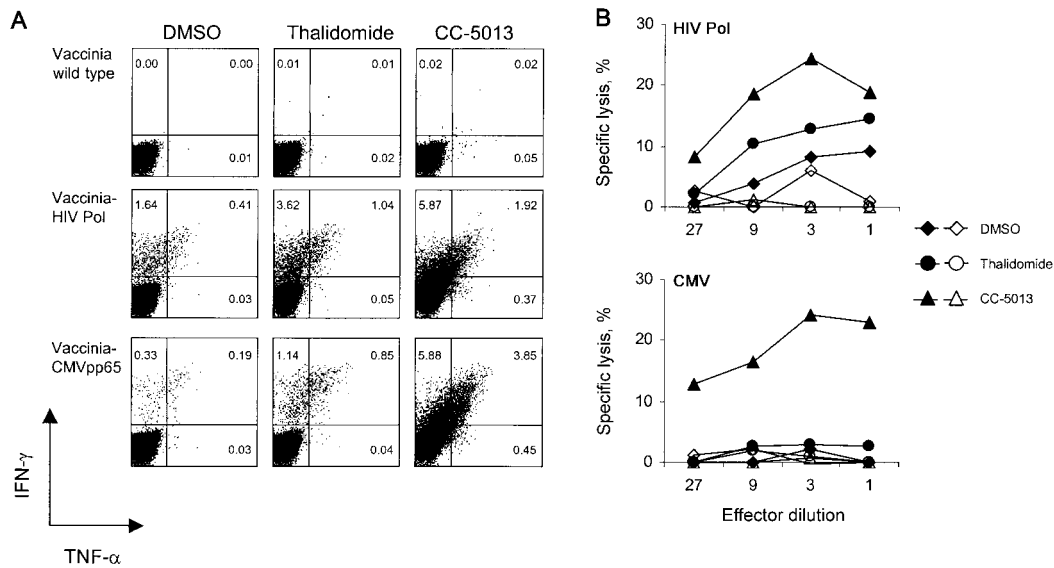 A
DMSO Thalidomide CC-5013
Vaccinia
wild type
0.00 0.00
0.01
0.01 0.01
0.02
0.02 0.02
0.05
Vaccinia-
HIV Pol
1.64 0.41
0.03
3.62 1.04
0.05
5.87 1.92
0.37
Vaccinia-
CMVpp65
0.33 0.19
0.03
1.14 0.85
0.04
5.88 3.85
0.45
IFN-γ
TNF-α
B
HIV Pol
Specific lysis, %
30
20
10
0
27 9 3 1
CMV
Specific lysis, %
30
20
10
0
27 9 3 1
Effector dilution
DMSO
Thalidomide
CC-5013